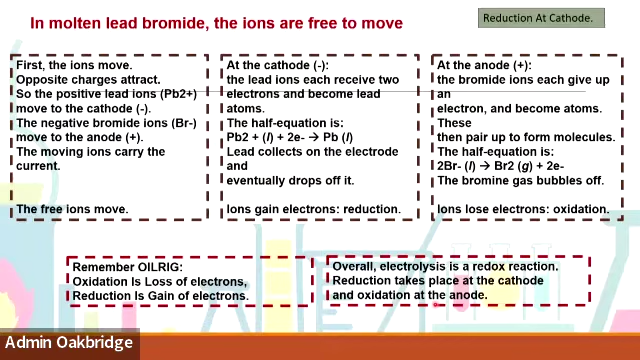 In molten lead bromide, the ions are free to move
Reduction At Cathode.
First, the ions move.
Opposite charges attract.
So the positive lead ions (Pb2+)
move to the cathode (-).
The negative bromide ions (Br-)
move to the anode (+).
The moving ions carry the
current.
The free ions move.
At the cathode (-):
the lead ions each receive two
electrons and become lead
atoms.
The half-equation is:
Pb2 + (l) + 2e- → Pb (l)
Lead collects on the electrode
and
eventually drops off it.
Ions gain electrons: reduction.
At the anode (+):
the bromide ions each give up
an
electron, and become atoms.
These
then pair up to form molecules.
The half-equation is:
2Br- (l) → Br2 (g) + 2e-
The bromine gas bubbles off.
Ions lose electrons: oxidation.
Remember OILRIG:
Oxidation Is Loss of electrons,
Reduction Is Gain of electrons.
Overall, electrolysis is a redox reaction.
Reduction takes place at the cathode
and oxidation at the anode.
Admin Oakbridge